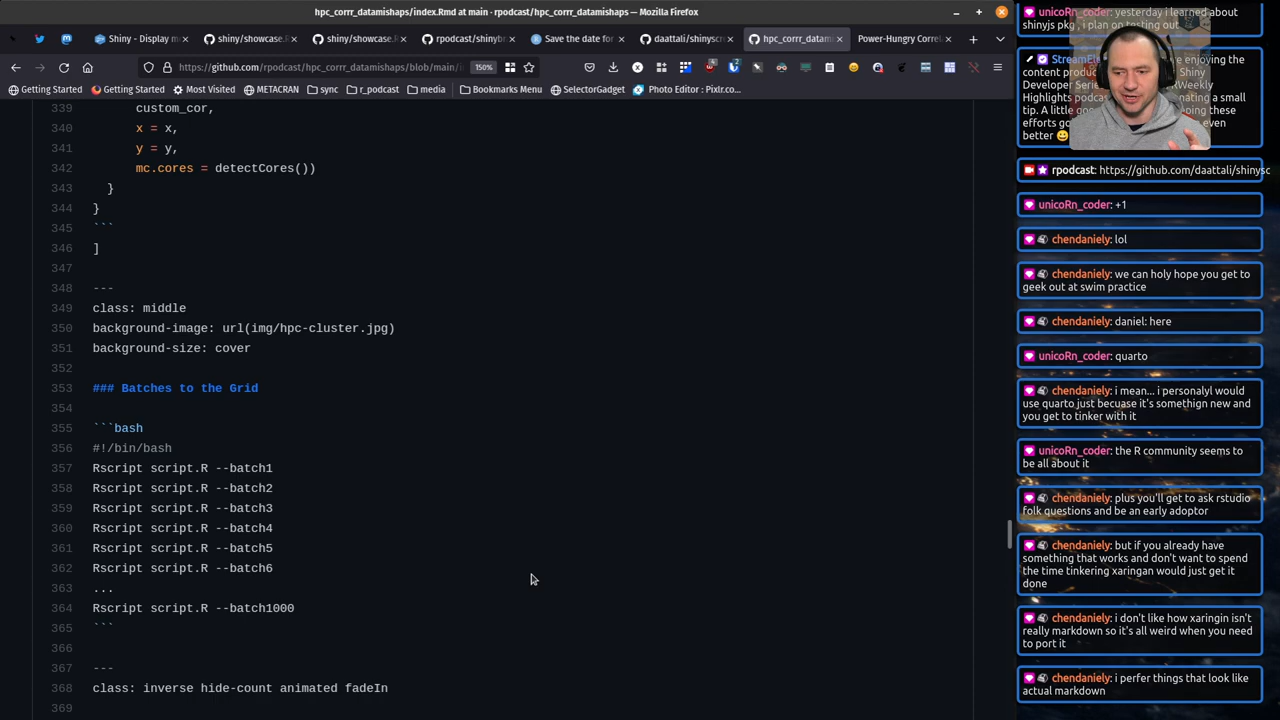 hpc_corrr_datamishaps/index.Rmd at main · rpodcast/hpc_corrr_datamishaps — Mozilla Firefox
Shiny - Display m
shiny/showcase.R
rpod
Save the date for
daattali/shinysc
hpc_corrr_datam
Power-Hungry Corre
https://github.com/rpodcast/hpc_corrr_datamishaps/blob/main/i
Getting Started
Getting Started
Most Visited
METACRAN
Sync
r_dev
Bookmarks Menu
SelectorGadget
Photo Editor : Pixlr.co...
339 custom_cor,
340 x = x,
341 y = y,
342 mc.cores = detectCores())
343 }
344 }
345 ```
346 ]
347
348 ---
349 class: middle
350 background-image: url(img/hpc-cluster.jpg)
351 background-size: cover
352
353 ### Batches to the Grid
354
355 ```bash
356 #!/bin/bash
357 Rscript script.R --batch1
358 Rscript script.R --batch2
359 Rscript script.R --batch3
360 Rscript script.R --batch4
361 Rscript script.R --batch5
362 Rscript script.R --batch6
363 ...
364 Rscript script.R --batch1000
365 ```
366
367 ---
368 class: inverse hide-count animated fadeIn
369
unicoRn_coder: yesterday i learned about
shinyjs pkg , i plan on testing out
StreamEle
enjoying the
content produc Shiny
Developer Serie RWeekly
Highlights podca nating a small
tip. A little go ping these
efforts go even
better 😀
rpodcast: https://github.com/daattali/shinysc
unicoRn_coder: +1
chendaniely: lol
chendaniely: we can holy hope you get to
geek out at swim practice
chendaniely: daniel: here
unicoRn_coder: quarto
chendaniely: i mean... i personalyl would
use quarto just becuase it's somethign new and
you get to tinker with it
unicoRn_coder: the R community seems to
be all about it
chendaniely: plus you'll get to ask rstudio
folk questions and be an early adoptor
chendaniely: but if you already have
something that works and don't want to spend
the time tinkering xaringan would just get it
done
chendaniely: i don't like how xaringin isn't
really markdown so it's all weird when you need
to port it
chendaniely: i perfer things that look like
actual markdown